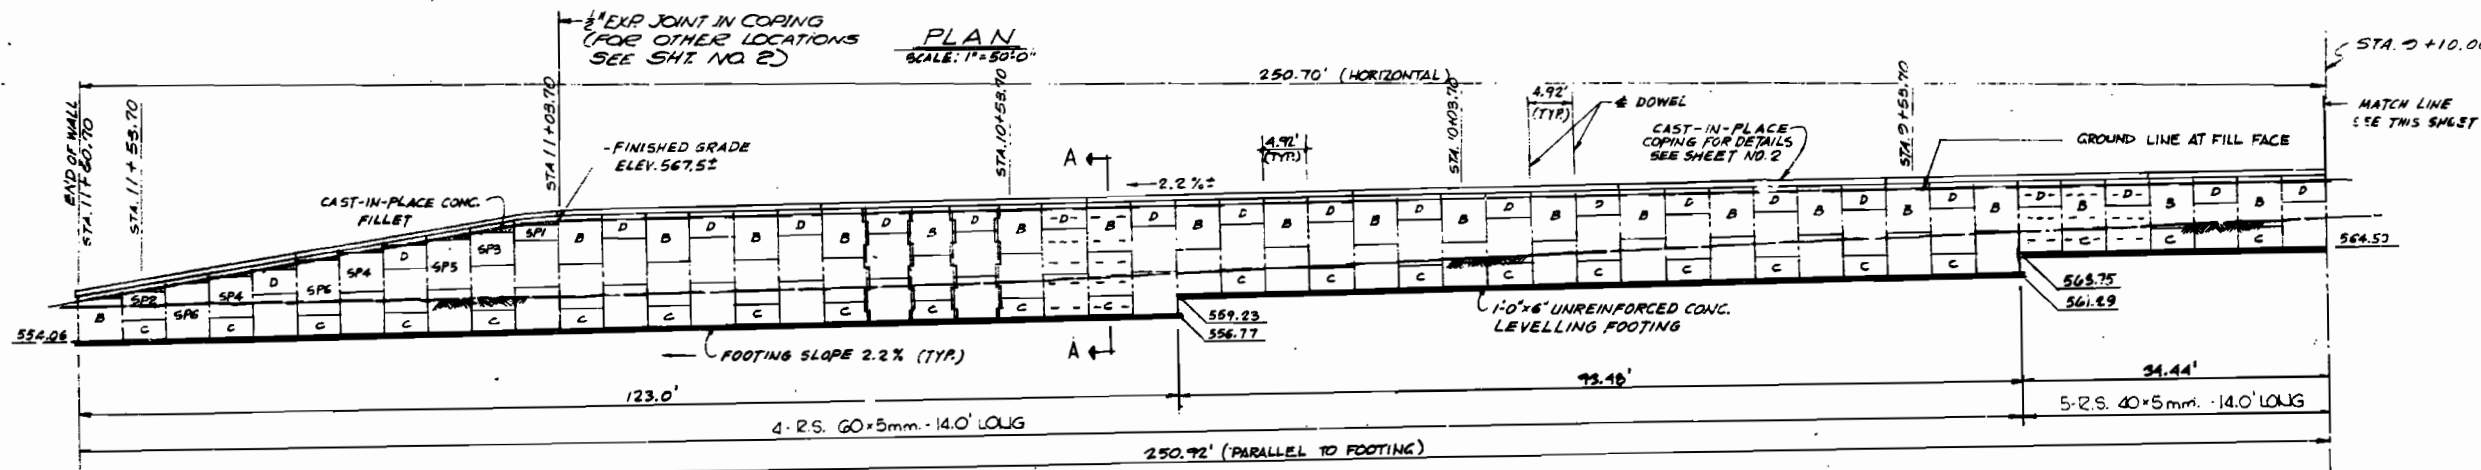 ½" EXP. JOINT IN COPING
(FOR OTHER LOCATIONS
SEE SHT. NO. 2)
PLAN
SCALE: 1"=50'-0"
STA. 9+10.00
250.70' (HORIZONTAL)
END OF WALL
STA. 11+60.70
STA. 11+53.70
STA. 11+03.70
STA. 10+53.70
STA. 10+03.70
STA. 9+53.70
4.92'
(TYP.)
4.92'
(TYP.)
℄ DOWEL
MATCH LINE
SEE THIS SHEET
CAST-IN-PLACE
COPING FOR DETAILS
SEE SHEET NO. 2
GROUND LINE AT FILL FACE
-FINISHED GRADE
ELEV. 567.5±
A
2.2%±
CAST-IN-PLACE CONC.
FILLET
SP1 B D B D B D B D B D B D B D B D B D B D B D B D B D B D B D B D B D B D B D
SP2 SP6 SP4 D SP6 SP4 D SP5 SP3
B C C C C C C C C C C C C C C C C C C C C C C C
554.06
564.53
563.75
561.29
559.23
556.77
1'-0"x6" UNREINFORCED CONC.
LEVELLING FOOTING
FOOTING SLOPE 2.2% (TYP.)
A
123.0'
93.48'
34.44'
4-R.S. 60x5mm.-14.0' LONG
5-R.S. 40x5mm.-14.0' LONG
250.92' (PARALLEL TO FOOTING)